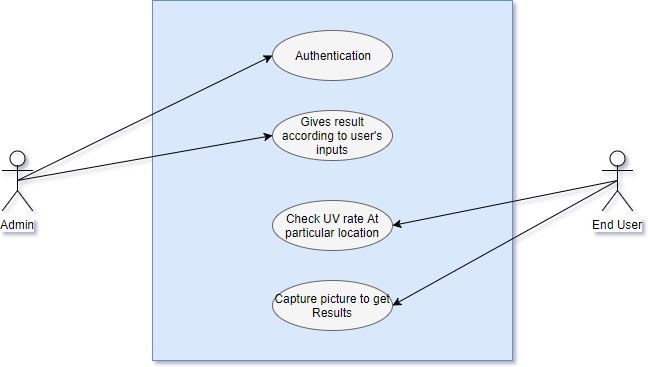 Authentication
Gives result
according to user's
inputs
Admin
End User
Check UV rate At
particular location
Capture picture to get
Results